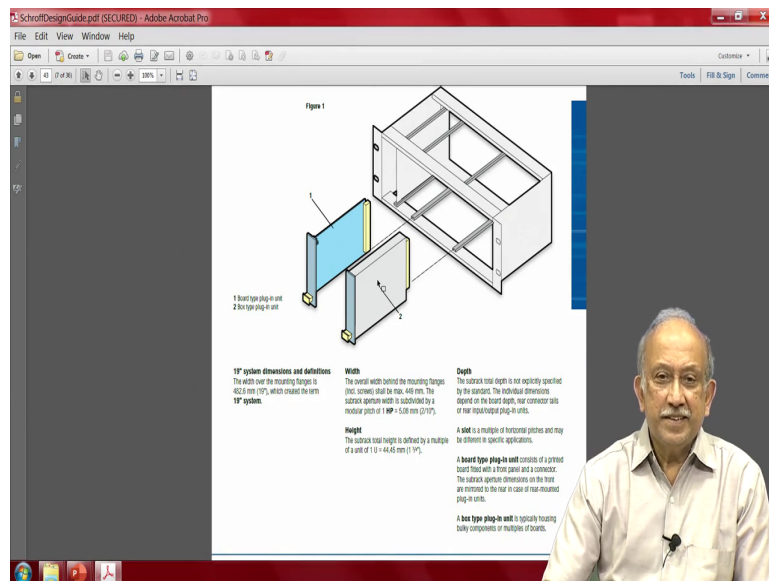 SchroffDesignGuide.pdf (SECURED) - Adobe Acrobat Pro
File Edit View Window Help
Open Create Customize
43 (7 of 36) 100% Tools Fill & Sign Comme
Figure 1
1
2
1 Board type plug-in unit
2 Box type plug-in unit
19" system dimensions and definitions
The width over the mounting flanges is
482.6 mm (19"), which created the term
19" system.
Width
The overall width behind the mounting flanges
(incl. screws) shall be max. 449 mm. The
subrack aperture width is subdivided by a
modular pitch of 1 HP = 5.08 mm (2/10").
Height
The subrack total height is defined by a multiple
of a unit of 1 U = 44.45 mm (1 ¾").
Depth
The subrack total depth is not explicitly specified
by the standard. The individual dimensions
depend on the board depth, rear connector tails
or rear input/output plug-in units.
A slot is a multiple of horizontal pitches and may
be different in specific applications.
A board type plug-in unit consists of a printed
board fitted with a front panel and a connector.
The subrack aperture dimensions on the front
are mirrored to the rear in case of rear-mounted
plug-in units.
A box type plug-in unit is typically housing
bulky components or multiples of boards.